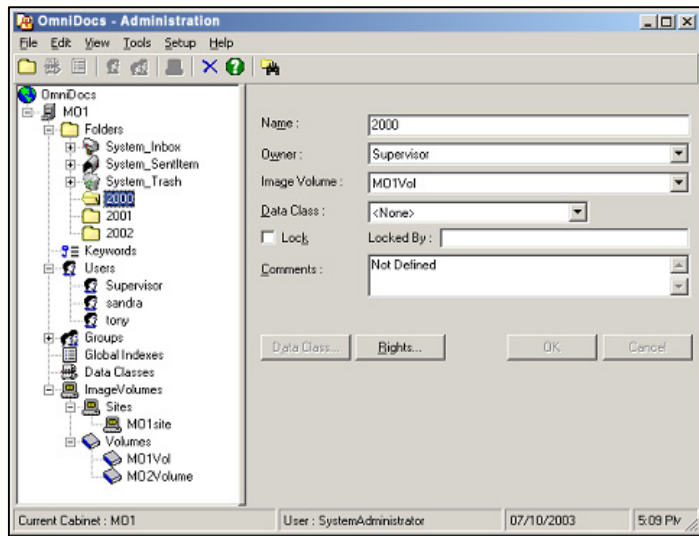 OmniDocs - Administration
File Edit View Tools Setup Help
OmniDocs
MO1
Folders
System_Inbox
System_SentItem
System_Trash
2000
2001
2002
Keywords
Users
Supervisor
sandra
tony
Groups
Global Indexes
Data Classes
ImageVolumes
Sites
MO1site
Volumes
MO1Vol
MO2Volume
Name : 2000
Owner : Supervisor
Image Volume : MO1Vol
Data Class : <None>
Lock Locked By :
Comments : Not Defined
Data Class... Rights... OK Cancel
Current Cabinet : MO1 User : SystemAdministrator 07/10/2003 5:09 PM